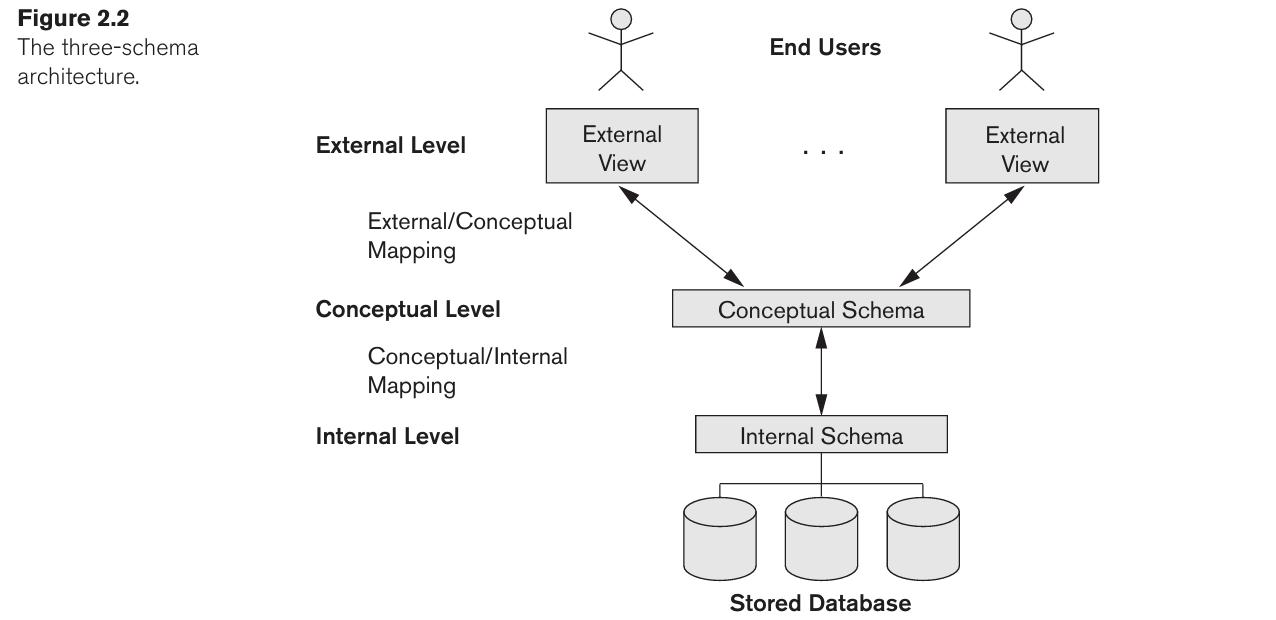 Figure 2.2
The three-schema
architecture.
End Users
External Level
External
View
. . .
External
View
External/Conceptual
Mapping
Conceptual Level
Conceptual Schema
Conceptual/Internal
Mapping
Internal Level
Internal Schema
Stored Database